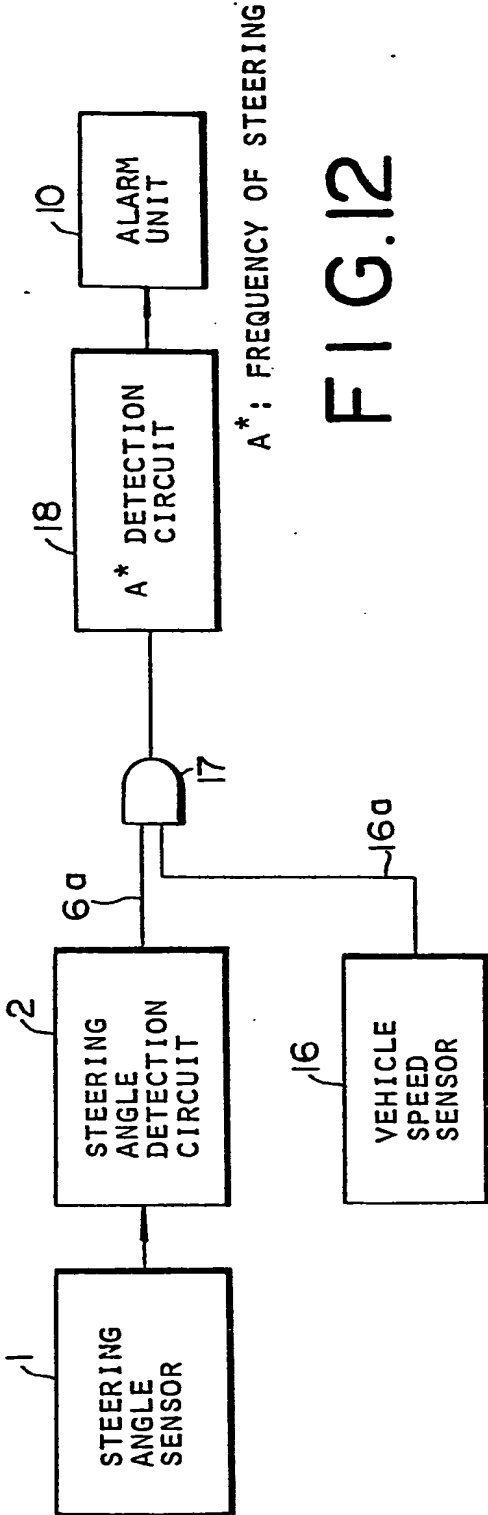 1
STEERING
ANGLE
SENSOR
2
STEERING
ANGLE
DETECTION
CIRCUIT
6a
16
VEHICLE
SPEED
SENSOR
16a
17
18
A* DETECTION
CIRCUIT
10
ALARM
UNIT
A* : FREQUENCY OF STEERING
FIG.12